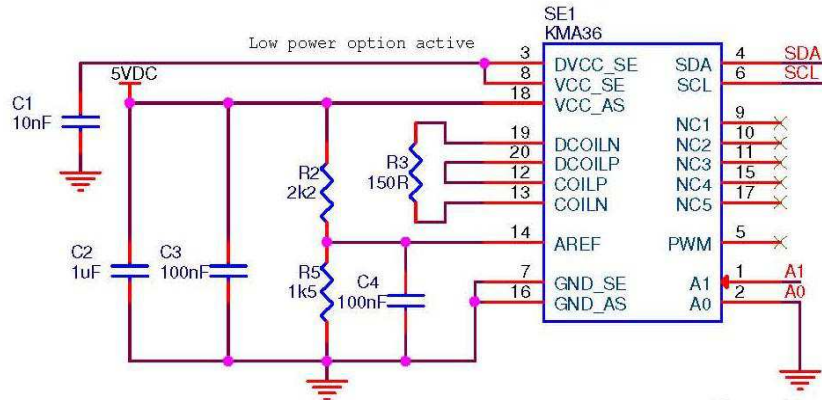 SE1
KMA36
Low power option active
5VDC
C1
10nF
C2
1uF
C3
100nF
R2
2k2
R5
1k5
C4
100nF
R3
150R
3 DVCC_SE
8 VCC_SE
18 VCC_AS
19 DCOILN
20 DCOILP
12 COILP
13 COILN
14 AREF
7 GND_SE
16 GND_AS
SDA 4 SDA
SCL 6 SCL
NC1 9
NC2 10
NC3 11
NC4 15
NC5 17
PWM 5
A1 1 A1
A0 2 A0